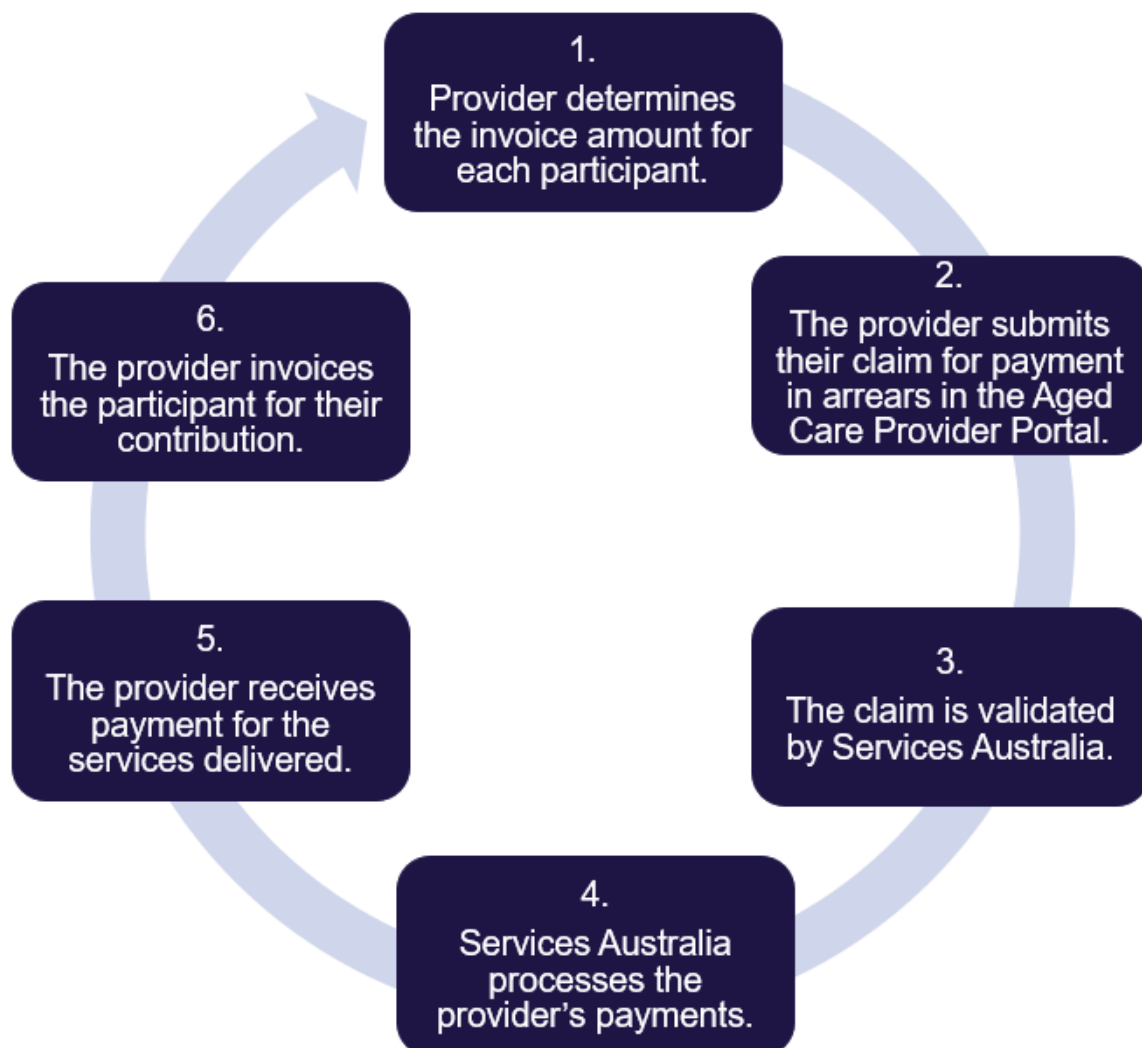 1.
Provider determines
the invoice amount for
each participant.
2.
The provider submits
their claim for payment
in arrears in the Aged
Care Provider Portal.
3.
The claim is validated
by Services Australia.
4.
Services Australia
processes the
provider’s payments.
5.
The provider receives
payment for the
services delivered.
6.
The provider invoices
the participant for their
contribution.